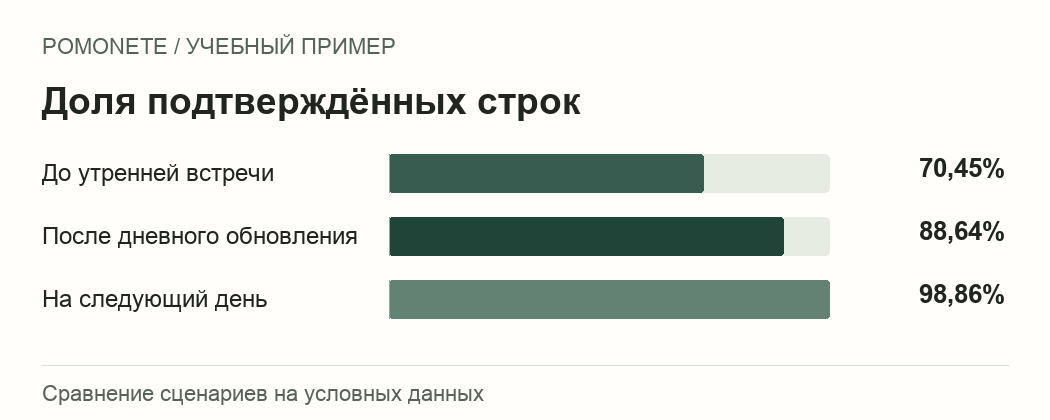 POMONETE / УЧЕБНЫЙ ПРИМЕР
Доля подтверждённых строк
До утренней встречи 70,45%
После дневного обновления 88,64%
На следующий день 98,86%
Сравнение сценариев на условных данных